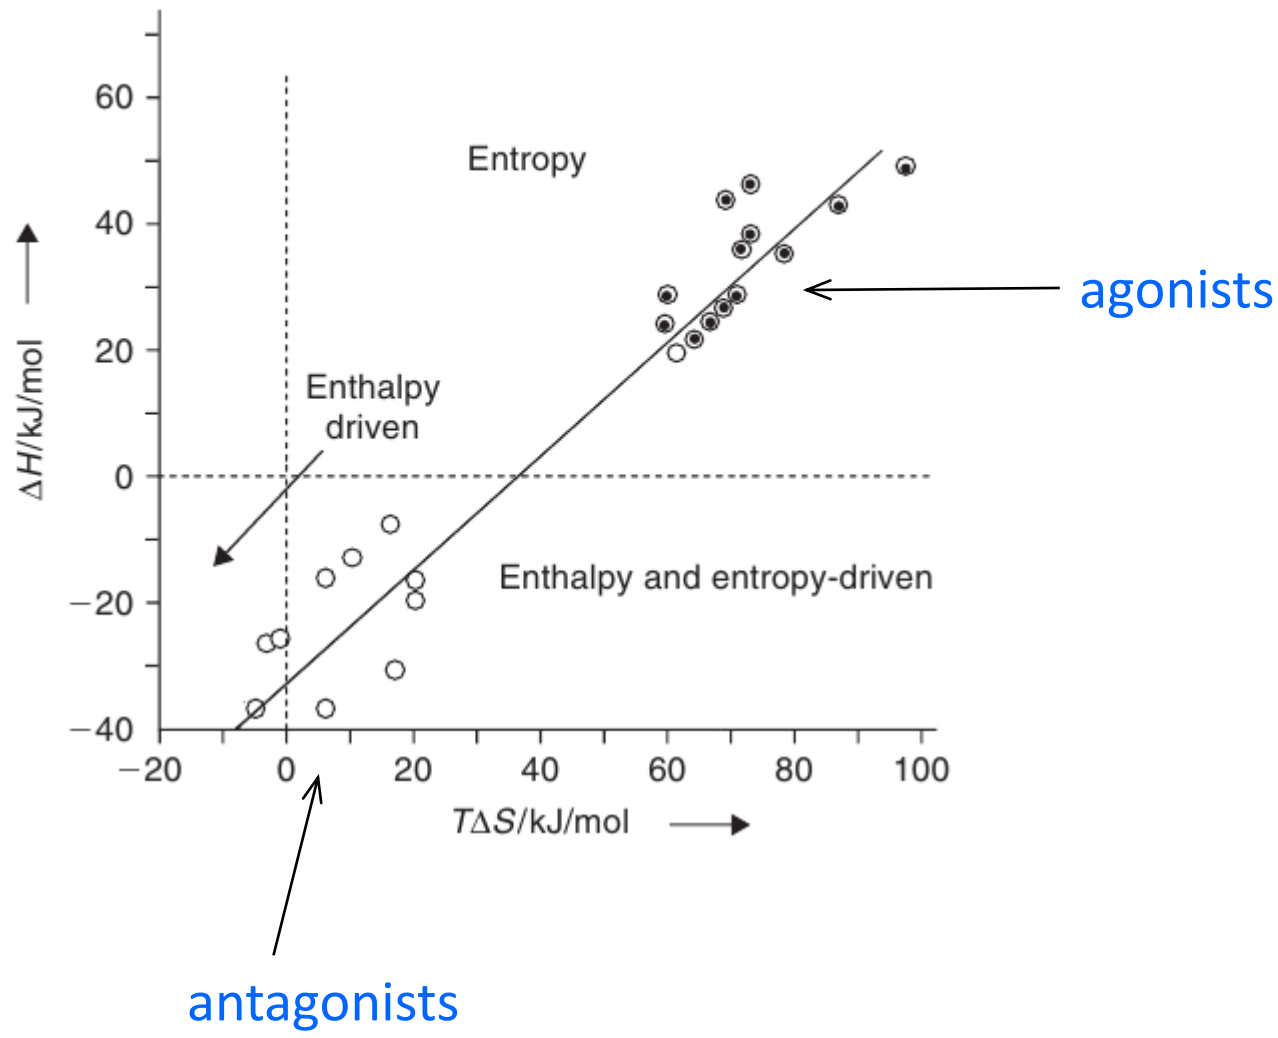 60
Entropy
40
agonists
20
Enthalpy
driven
ΔH/kJ/mol
0
Enthalpy and entropy-driven
−20
−40
−20 0 20 40 60 80 100
TΔS/kJ/mol
antagonists